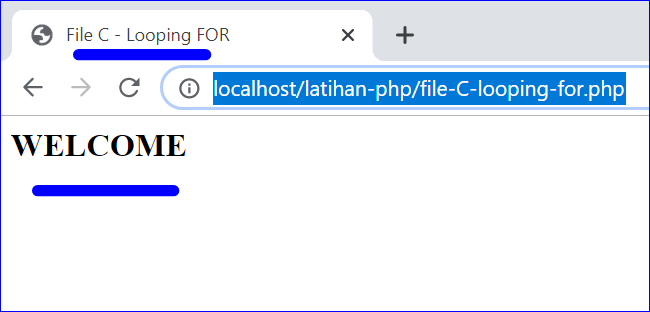 File C - Looping FOR
localhost/latihan-php/file-C-looping-for.php
WELCOME